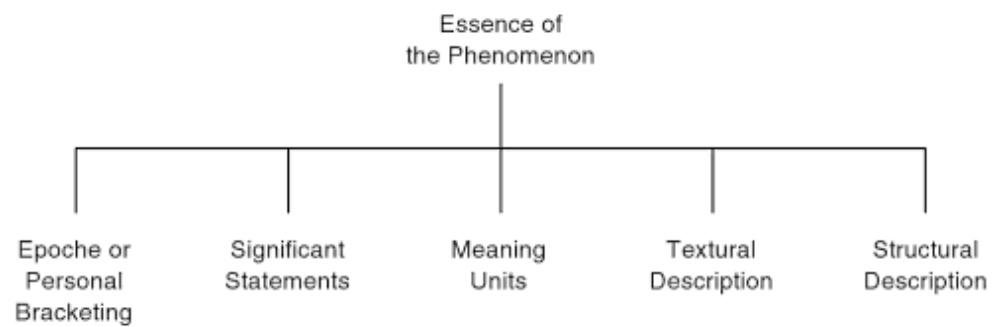 Essence of
the Phenomenon
Epoche or
Personal
Bracketing
Significant
Statements
Meaning
Units
Textural
Description
Structural
Description